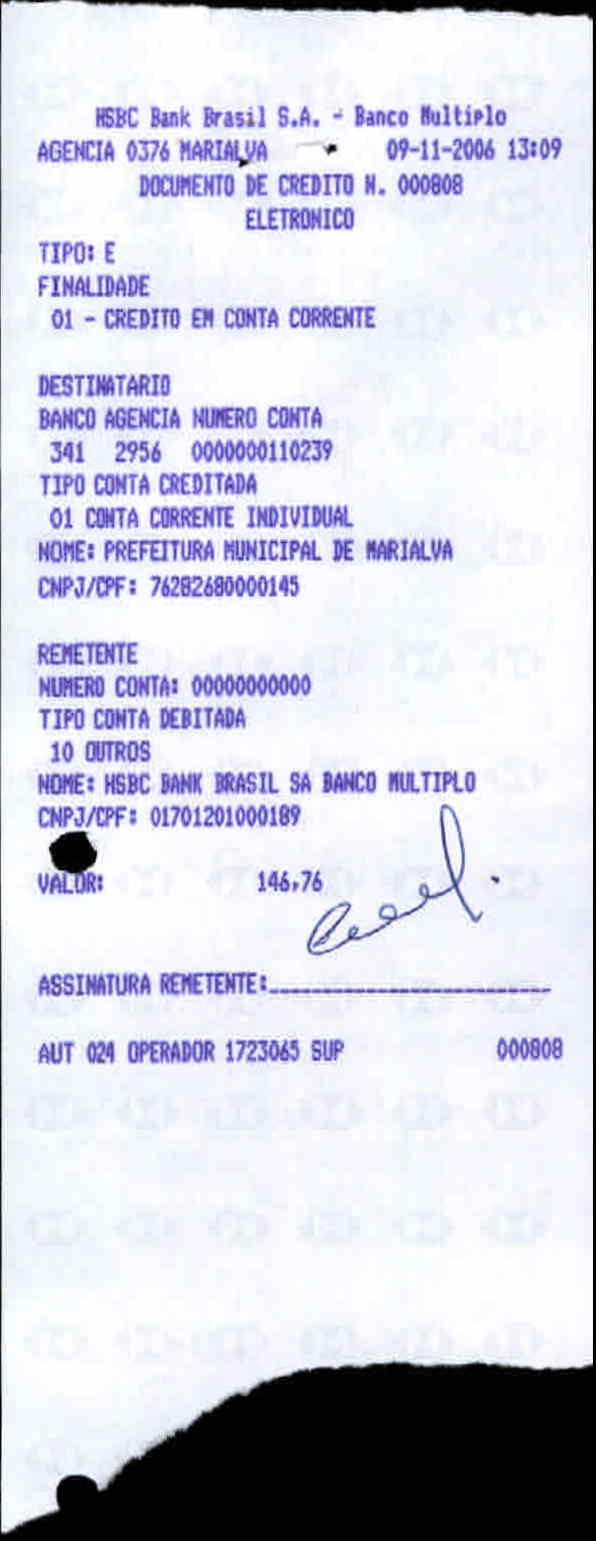 HSBC Bank Brasil S.A. - Banco Multiplo
AGENCIA 0376 MARIALVA 09-11-2006 13:09
DOCUMENTO DE CREDITO N. 000808
ELETRONICO
TIPO: E
FINALIDADE
01 - CREDITO EM CONTA CORRENTE
DESTINATARIO
BANCO AGENCIA NUMERO CONTA
341 2956 0000000110239
TIPO CONTA CREDITADA
01 CONTA CORRENTE INDIVIDUAL
NOME: PREFEITURA MUNICIPAL DE MARIALVA
CNPJ/CPF: 76282680000145
REMETENTE
NUMERO CONTA: 00000000000
TIPO CONTA DEBITADA
10 OUTROS
NOME: HSBC BANK BRASIL SA BANCO MULTIPLO
CNPJ/CPF: 01701201000189
VALOR: 146,76
ASSINATURA REMETENTE:
AUT 024 OPERADOR 1723065 SUP 000808